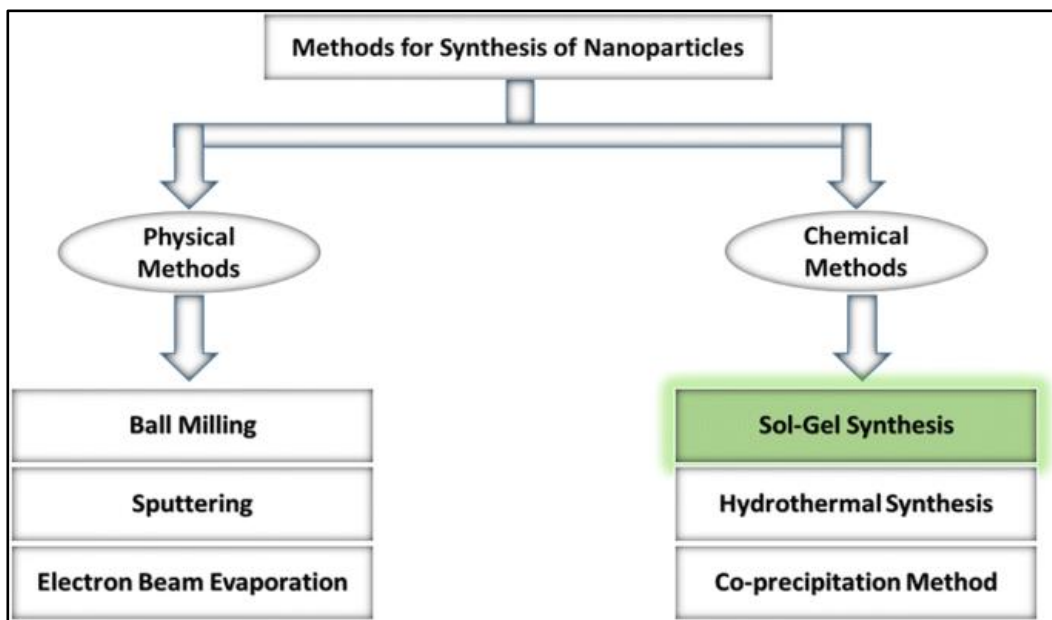 Methods for Synthesis of Nanoparticles
Physical
Methods
Chemical
Methods
Ball Milling
Sputtering
Electron Beam Evaporation
Sol-Gel Synthesis
Hydrothermal Synthesis
Co-precipitation Method